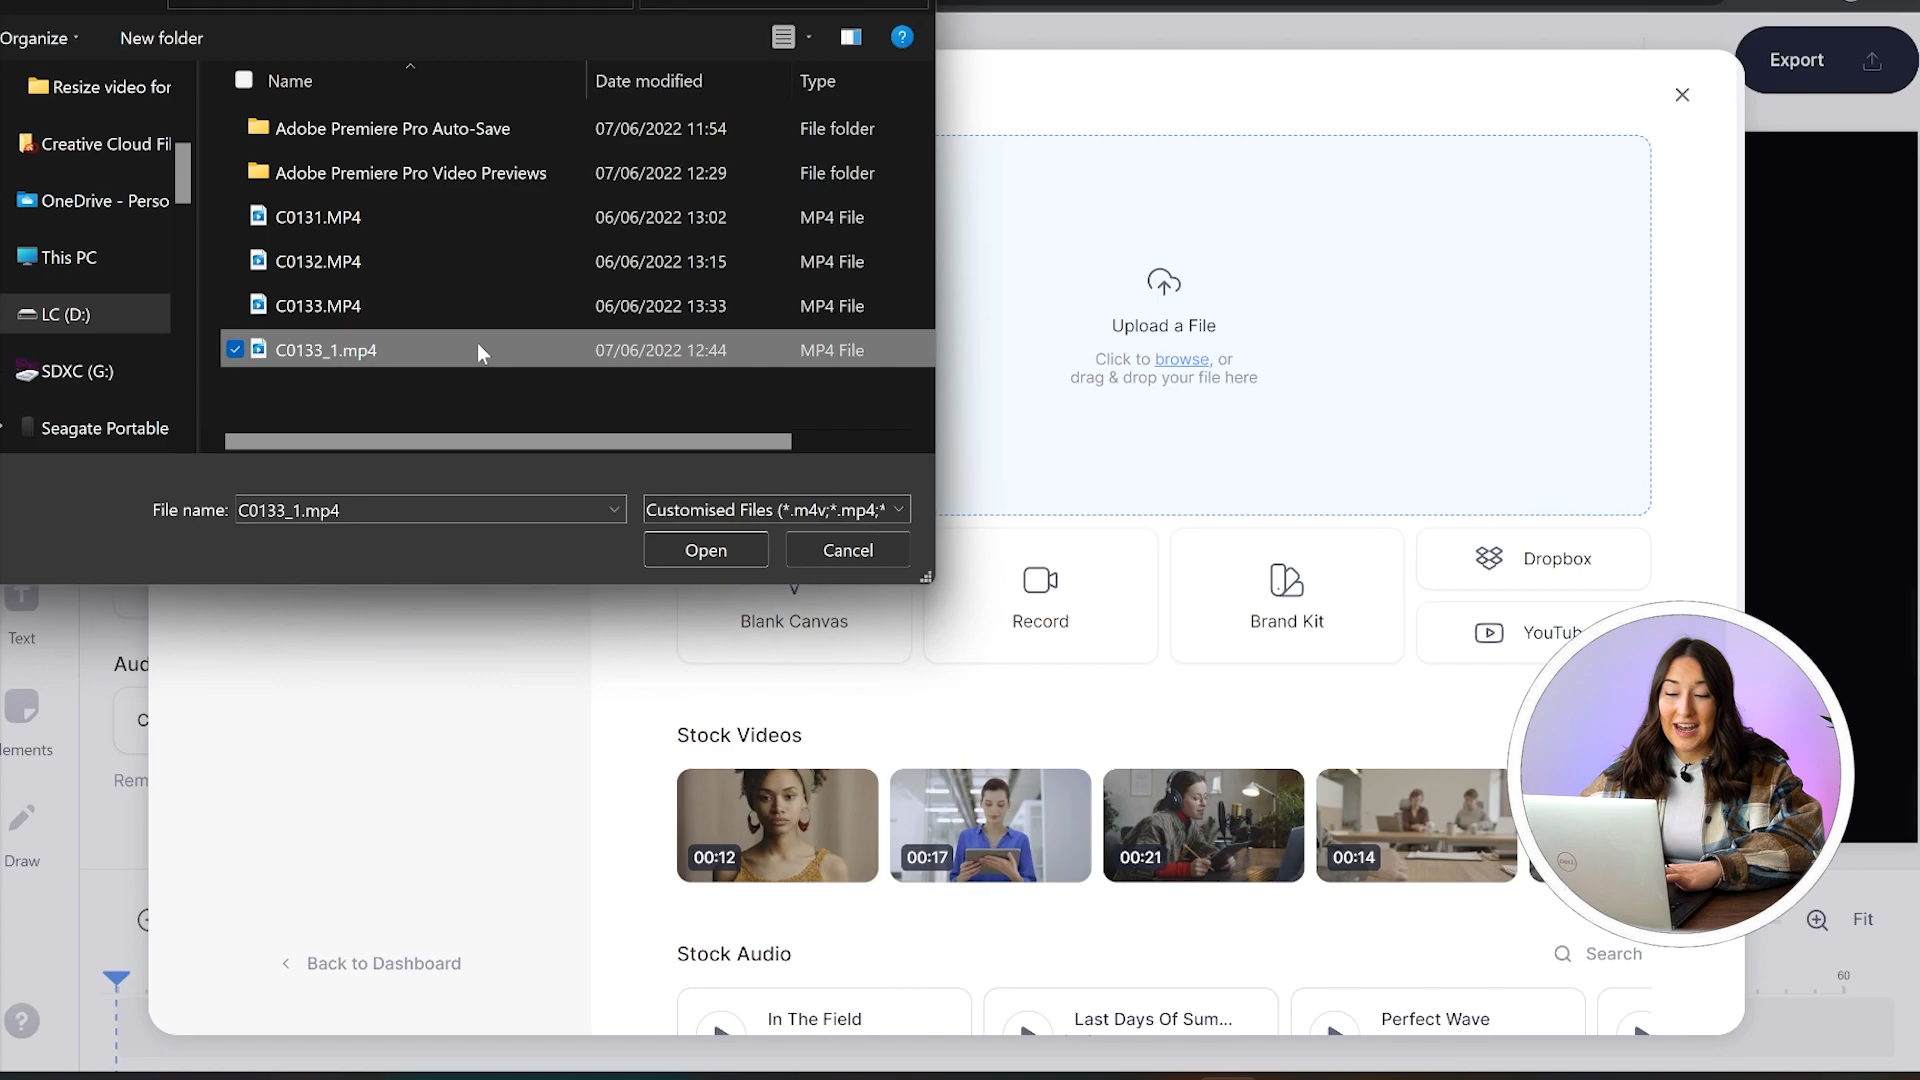 Organize
New folder
Export
Name
Date modified
Type
Resize video for
Adobe Premiere Pro Auto-Save 07/06/2022 11:54 File folder
Creative Cloud Fil
Adobe Premiere Pro Video Previews 07/06/2022 12:29 File folder
OneDrive - Perso
C0131.MP4 06/06/2022 13:02 MP4 File
This PC
C0132.MP4 06/06/2022 13:15 MP4 File
LC (D:)
C0133.MP4 06/06/2022 13:33 MP4 File
C0133_1.mp4 07/06/2022 12:44 MP4 File
SDXC (G:)
Seagate Portable
File name: C0133_1.mp4
Customised Files (*.m4v;*.mp4;*
Open
Cancel
Upload a File
Click to browse, or
drag & drop your file here
Blank Canvas
Record
Brand Kit
Dropbox
YouTub
Text
Aud
C
lements
Rem
Draw
Stock Videos
00:12
00:17
00:21
00:14
DELL
Fit
Stock Audio
Search
Back to Dashboard
60
In The Field
Last Days Of Sum...
Perfect Wave